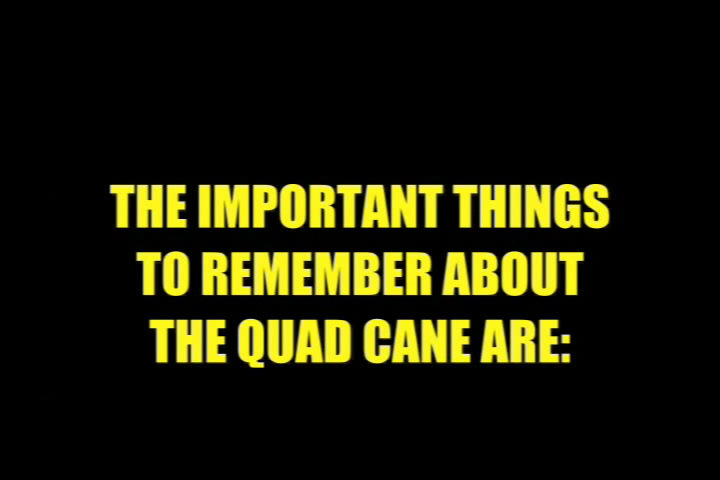 THE IMPORTANT THINGS
TO REMEMBER ABOUT
THE QUAD CANE ARE: